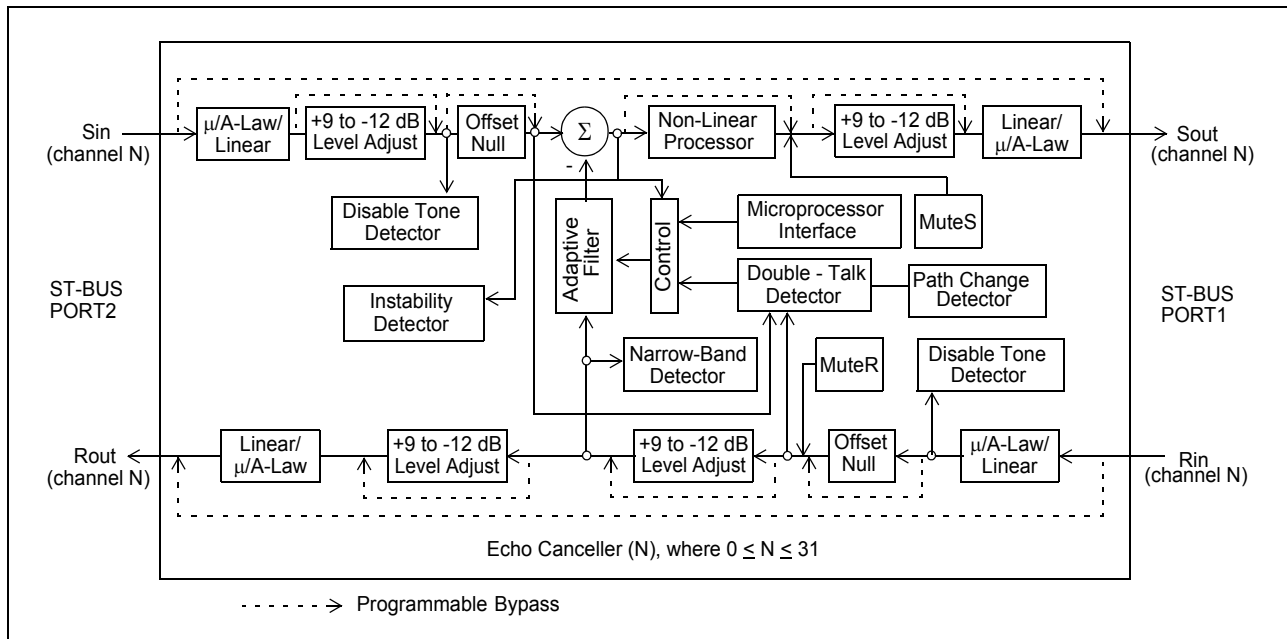 Sin
(channel N)
μ/A-Law/
Linear
+9 to -12 dB
Level Adjust
Offset
Null
Σ
-
Non-Linear
Processor
+9 to -12 dB
Level Adjust
Linear/
μ/A-Law
Sout
(channel N)
Disable Tone
Detector
Adaptive
Filter
Control
Microprocessor
Interface
MuteS
ST-BUS
PORT2
Instability
Detector
Double - Talk
Detector
Path Change
Detector
ST-BUS
PORT1
Narrow-Band
Detector
MuteR
Disable Tone
Detector
Rout
(channel N)
Linear/
μ/A-Law
+9 to -12 dB
Level Adjust
+9 to -12 dB
Level Adjust
Offset
Null
μ/A-Law/
Linear
Rin
(channel N)
Echo Canceller (N), where 0 ≤ N ≤ 31
Programmable Bypass